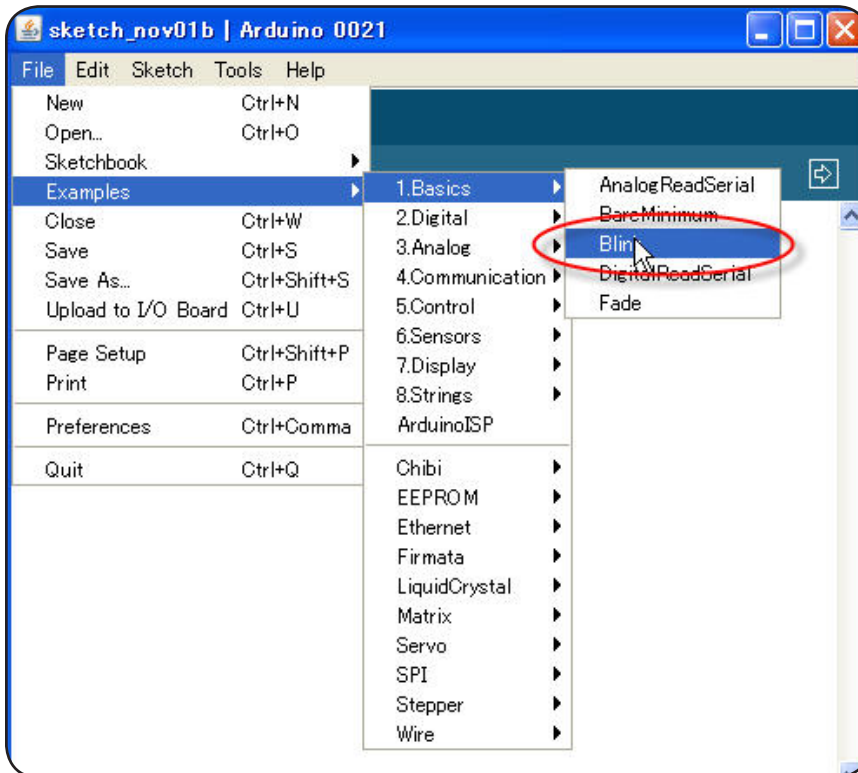 sketch_nov01b | Arduino 0021
File Edit Sketch Tools Help
New Ctrl+N
Open... Ctrl+O
Sketchbook
Examples
Close Ctrl+W
Save Ctrl+S
Save As... Ctrl+Shift+S
Upload to I/O Board Ctrl+U
Page Setup Ctrl+Shift+P
Print Ctrl+P
Preferences Ctrl+Comma
Quit Ctrl+Q
1.Basics
2.Digital
3.Analog
4.Communication
5.Control
6.Sensors
7.Display
8.Strings
ArduinoISP
Chibi
EEPROM
Ethernet
Firmata
LiquidCrystal
Matrix
Servo
SPI
Stepper
Wire
AnalogReadSerial
BareMinimum
Blink
DigitalReadSerial
Fade